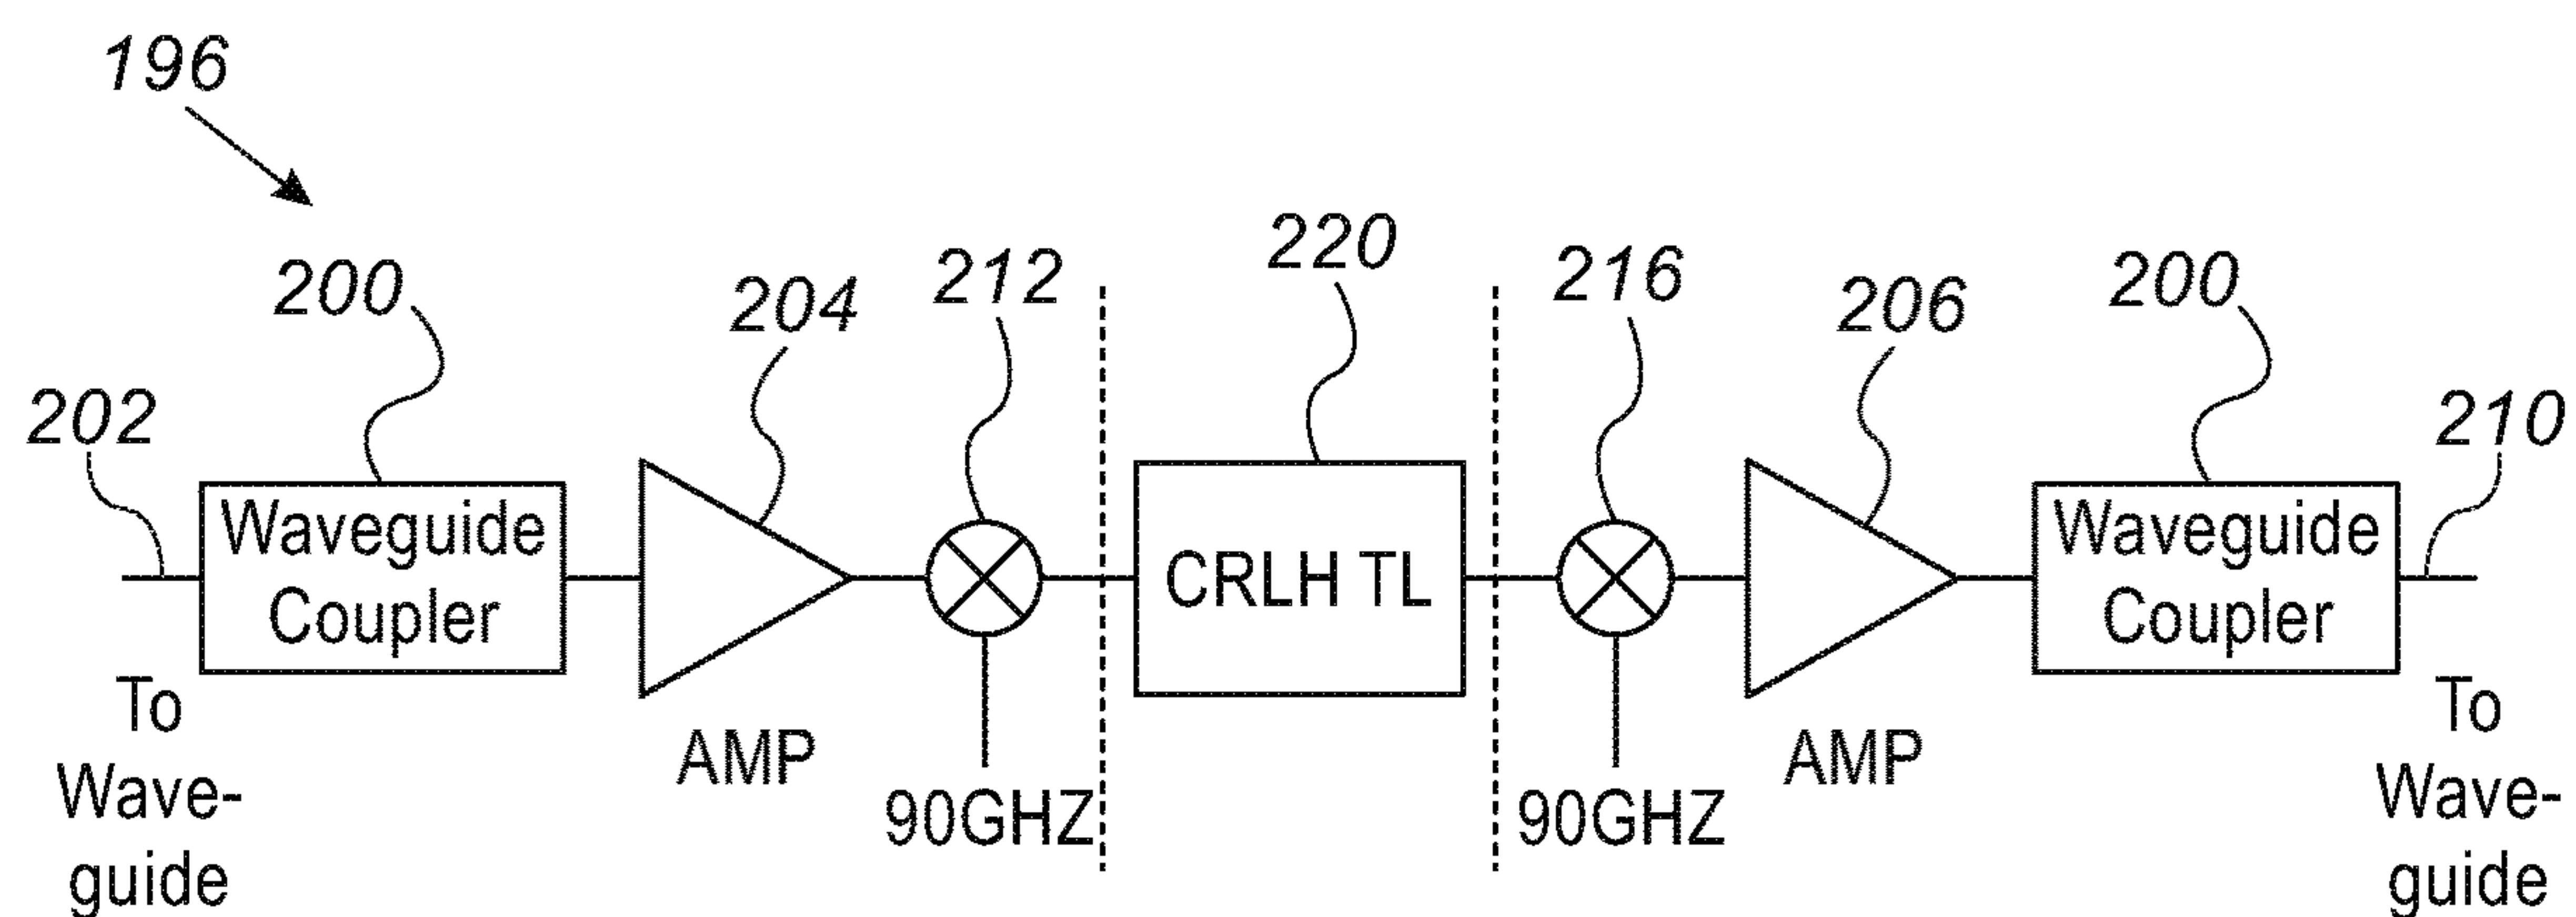 196
200
204
212
220
216
206
200
202
210
Waveguide
Coupler
CRLH TL
Waveguide
Coupler
To
Wave-
guide
AMP
90GHZ
90GHZ
AMP
To
Wave-
guide